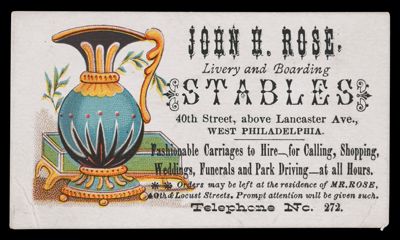 JOHN H. ROSE,
Livery and Boarding
STABLES
40th Street, above Lancaster Ave.,
WEST PHILADELPHIA.
Fashionable Carriages to Hire—for Calling, Shopping,
Weddings, Funerals and Park Driving—at all Hours.
** Orders may be left at the residence of MR. ROSE,
40th & Locust Streets. Prompt attention will be given such.
Telephone No. 272.